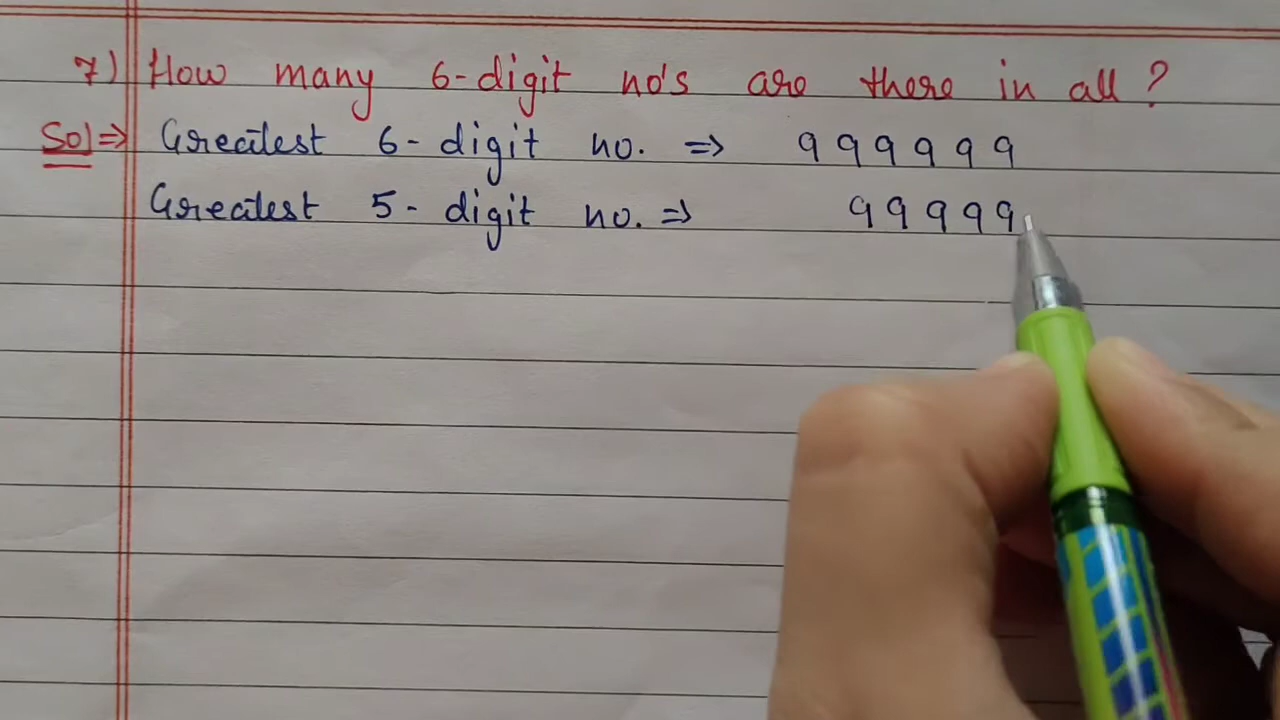 7) How many 6-digit no's are there in all?
Sol⇒ Greatest 6-digit no. ⇒ 999999
Greatest 5-digit no. ⇒ 99999